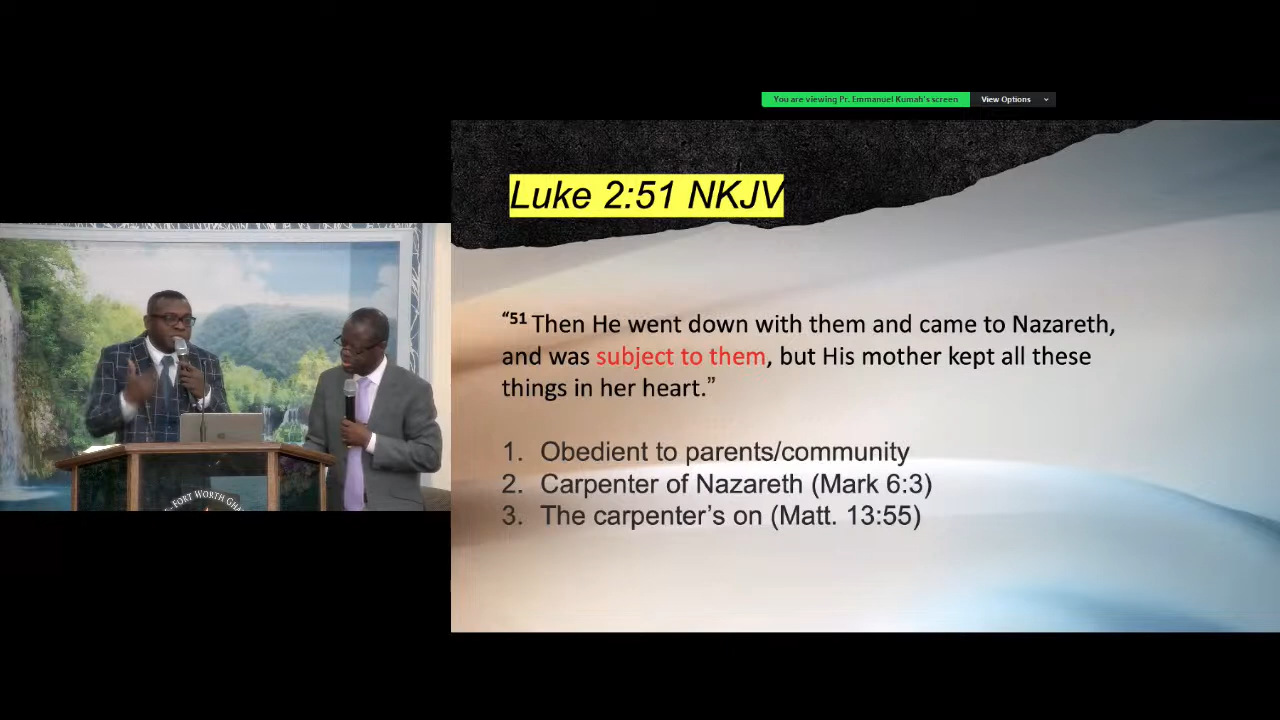 You are viewing Pr. Emmanuel Kumah's screen View Options
Luke 2:51 NKJV
“51 Then He went down with them and came to Nazareth,
and was subject to them, but His mother kept all these
things in her heart.”
1. Obedient to parents/community
2. Carpenter of Nazareth (Mark 6:3)
3. The carpenter’s on (Matt. 13:55)
FORT WORTH